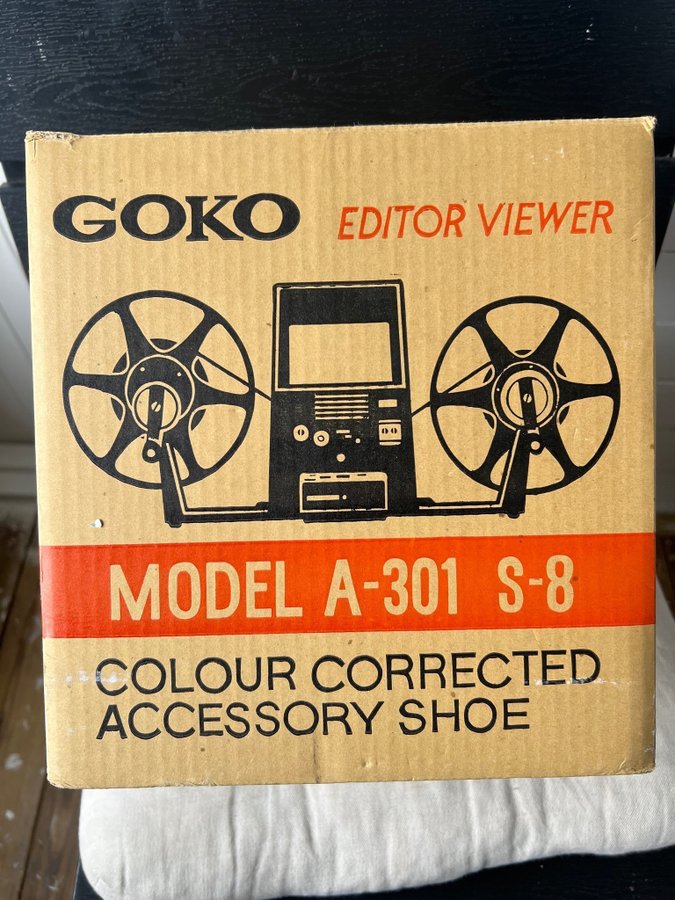 GOKO EDITOR VIEWER
MODEL A-301 S-8
COLOUR CORRECTED
ACCESSORY SHOE